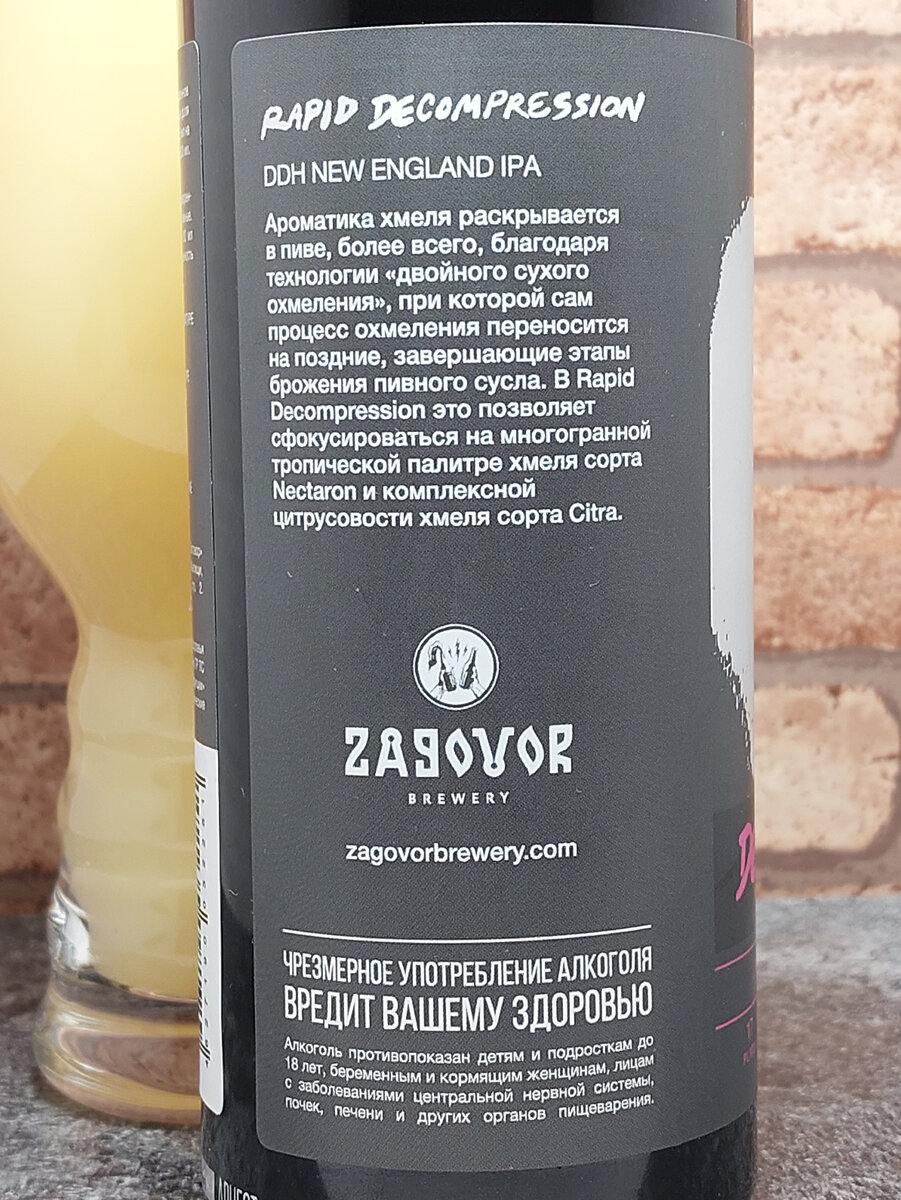 RAPID DECOMPRESSION
DDH NEW ENGLAND IPA
Ароматика хмеля раскрывается
в пиве, более всего, благодаря
технологии «двойного сухого
охмеления», при которой сам
процесс охмеления переносится
на поздние, завершающие этапы
брожения пивного сусла. В Rapid
Decompression это позволяет
сфокусироваться на многогранной
тропической палитре хмеля сорта
Nectaron и комплексной
цитрусовости хмеля сорта Citra.
ZAGOVOR
BREWERY
zagovorbrewery.com
ЧРЕЗМЕРНОЕ УПОТРЕБЛЕНИЕ АЛКОГОЛЯ
ВРЕДИТ ВАШЕМУ ЗДОРОВЬЮ
Алкоголь противопоказан детям и подросткам до
18 лет, беременным и кормящим женщинам, лицам
с заболеваниями центральной нервной системы,
почек, печени и других органов пищеварения.
17